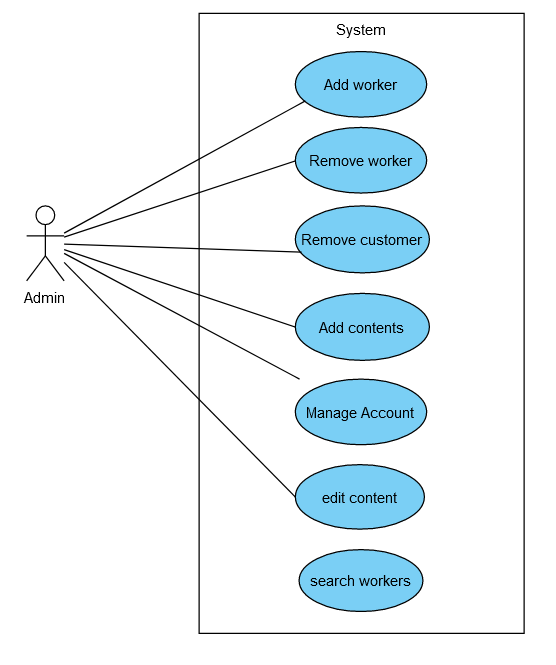 System
Add worker
Remove worker
Remove customer
Admin
Add contents
Manage Account
edit content
search workers